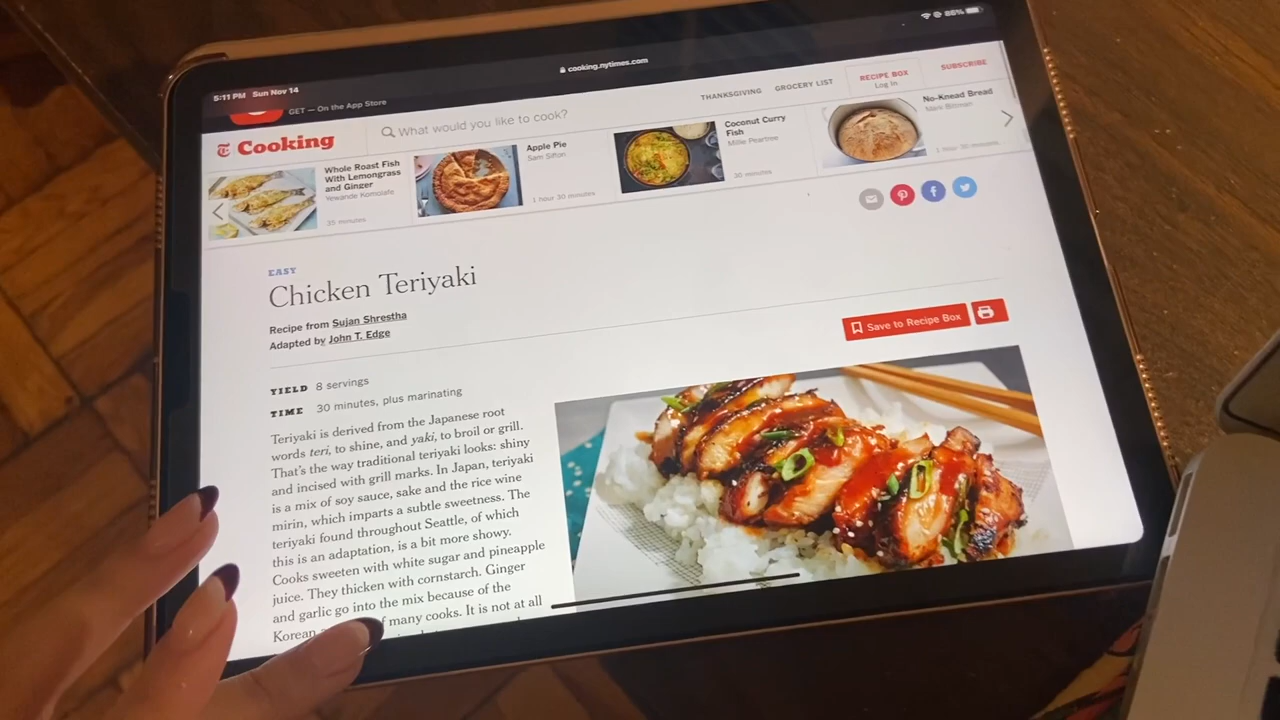 5:11 PM Sun Nov 14
86%
cooking.nytimes.com
GET — On the App Store
Cooking
What would you like to cook?
THANKSGIVING
GROCERY LIST
RECIPE BOX
Log In
SUBSCRIBE
Whole Roast Fish
With Lemongrass
and Ginger
Yewande Komolafe
35 minutes
Apple Pie
Sam Sifton
1 hour 30 minutes
Coconut Curry
Fish
Millie Peartree
30 minutes
No-Knead Bread
Mark Bittman
1 hour 30 minutes
EASY
Chicken Teriyaki
Recipe from Sujan Shrestha
Adapted by John T. Edge
Save to Recipe Box
YIELD 8 servings
TIME 30 minutes, plus marinating
Teriyaki is derived from the Japanese root
words teri, to shine, and yaki, to broil or grill.
That's the way traditional teriyaki looks: shiny
and incised with grill marks. In Japan, teriyaki
is a mix of soy sauce, sake and the rice wine
mirin, which imparts a subtle sweetness. The
teriyaki found throughout Seattle, of which
this is an adaptation, is a bit more showy.
Cooks sweeten with white sugar and pineapple
juice. They thicken with cornstarch. Ginger
and garlic go into the mix because of the
Korean many cooks. It is not at all